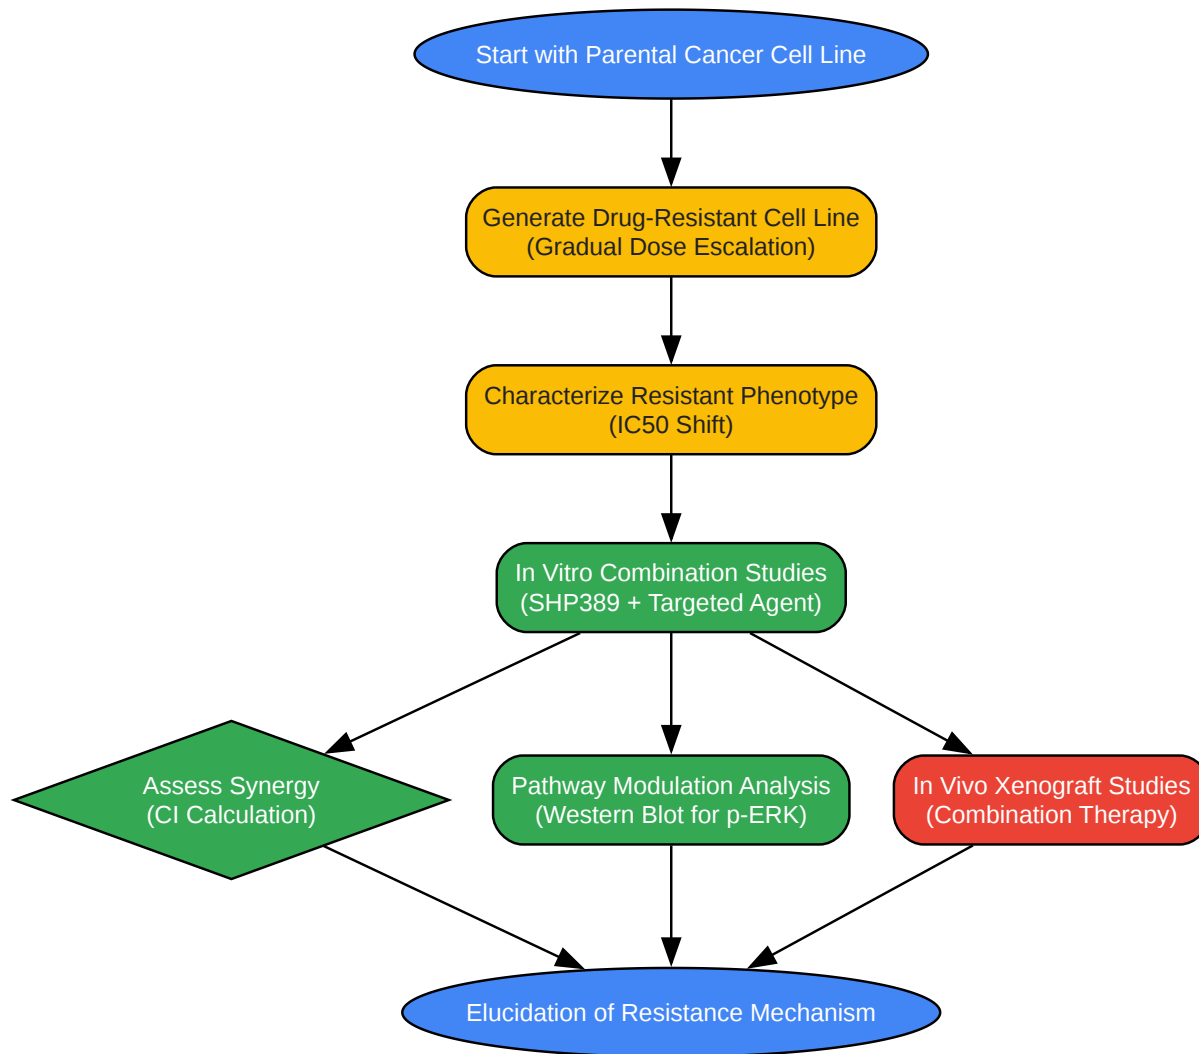 Start with Parental Cancer Cell Line
Generate Drug-Resistant Cell Line
(Gradual Dose Escalation)
Characterize Resistant Phenotype
(IC50 Shift)
In Vitro Combination Studies
(SHP389 + Targeted Agent)
Assess Synergy
(CI Calculation)
Pathway Modulation Analysis
(Western Blot for p-ERK)
In Vivo Xenograft Studies
(Combination Therapy)
Elucidation of Resistance Mechanism